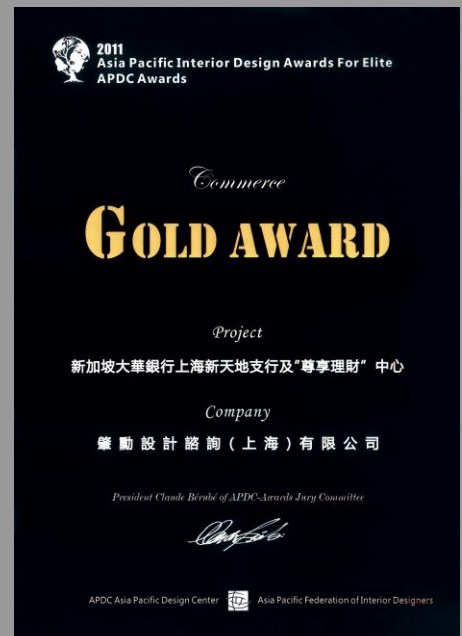 2011
Asia Pacific Interior Design Awards For Elite
APDC Awards
Commerce
GOLD AWARD
Project
新加坡大華銀行上海新天地支行及"尊享理財"中心
Company
肇勳設計諮詢(上海)有限公司
President Claude Bérubé of APDC-Awards Jury Committee
APDC Asia Pacific Design Center
Asia Pacific Federation of Interior Designers